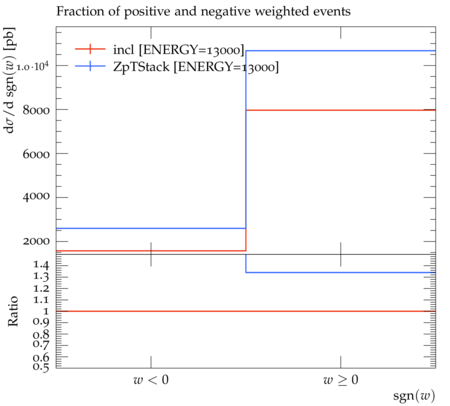 Fraction of positive and negative weighted events
dσ/d sgn(w) [pb]
incl [ENERGY=13000]
ZpTStack [ENERGY=13000]
1.0·10⁴
8000
6000
4000
2000
Ratio
1.4
1.3
1.2
1.1
1
0.9
0.8
0.7
0.6
0.5
w < 0
w ≥ 0
sgn(w)